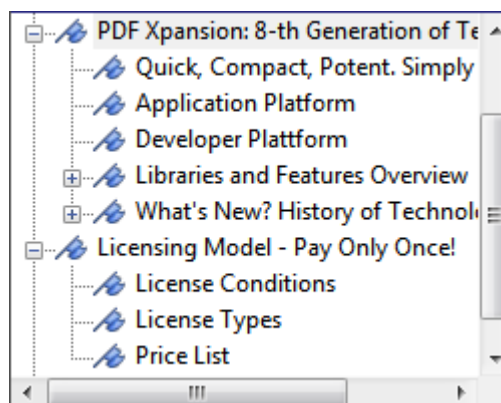 PDF Xpansion: 8-th Generation of Te
Quick, Compact, Potent. Simply
Application Platform
Developer Plattform
Libraries and Features Overview
What's New? History of Technol
Licensing Model - Pay Only Once!
License Conditions
License Types
Price List